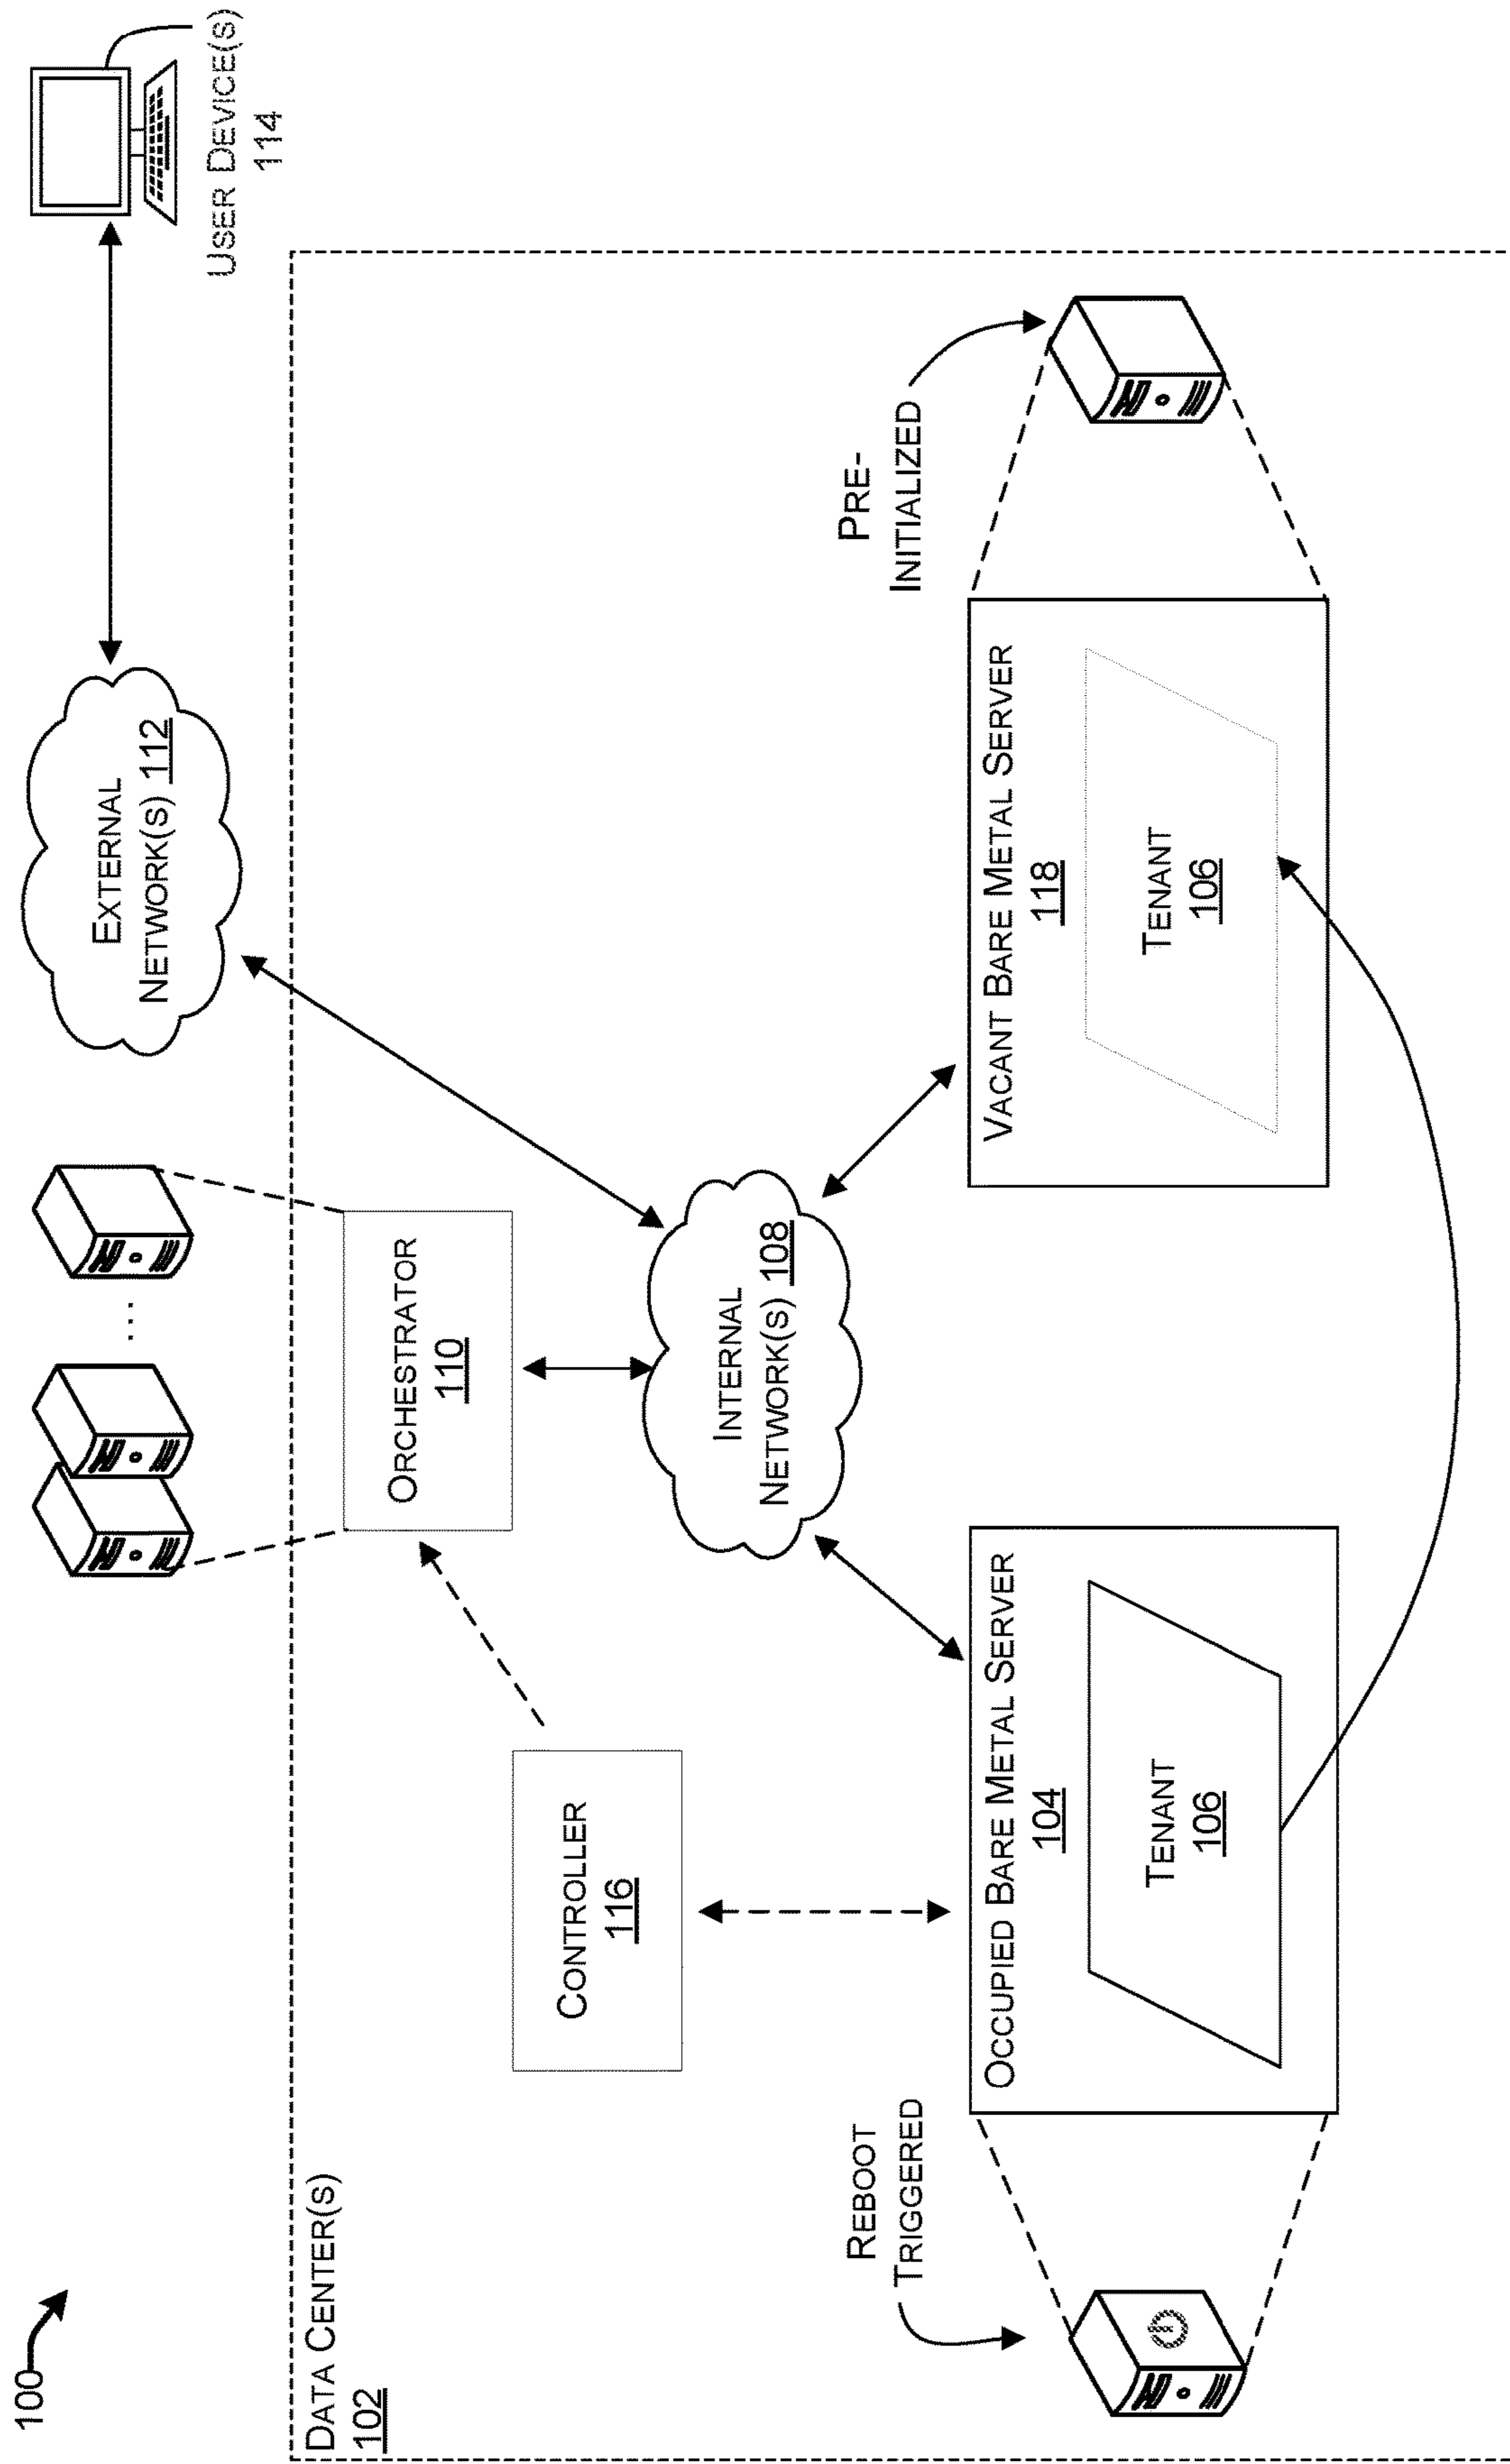 100
DATA CENTER(S)
102
USER DEVICE(S)
114
EXTERNAL
NETWORK(S) 112
ORCHESTRATOR
110
CONTROLLER
116
INTERNAL
NETWORK(S) 108
REBOOT
TRIGGERED
PRE-
INITIALIZED
OCCUPIED BARE METAL SERVER
104
TENANT
106
VACANT BARE METAL SERVER
118
TENANT
106
...